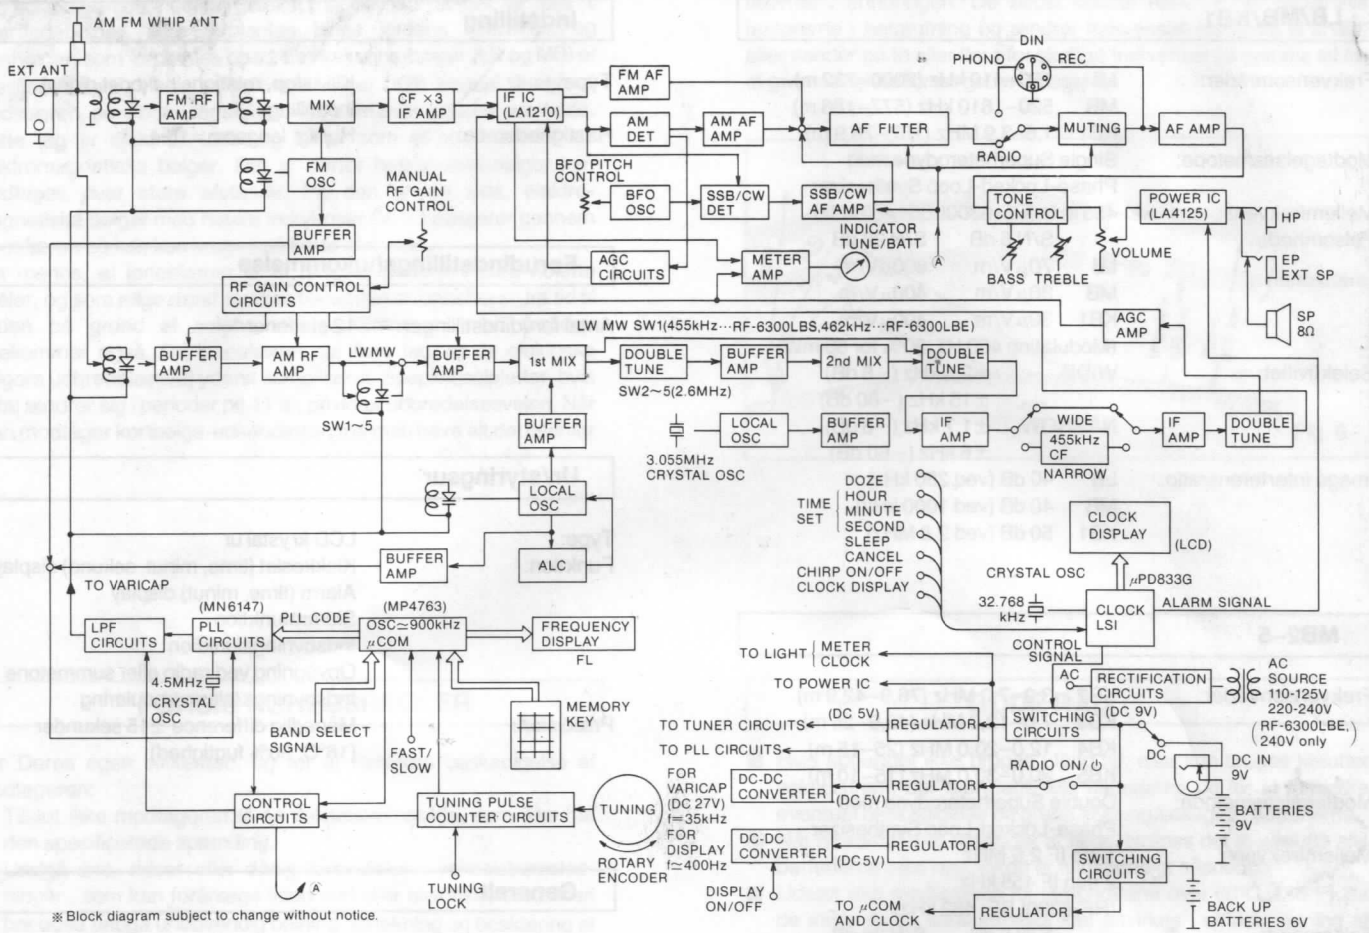 AM FM WHIP ANT
EXT ANT
FM·RF AMP
MIX
CF ×3 IF AMP
IF IC (LA1210)
FM AF AMP
AM DET
AM AF AMP
AF FILTER
DIN
PHONO
REC
MUTING
RADIO
AF AMP
FM OSC
MANUAL RF GAIN CONTROL
BFO PITCH CONTROL
BFO OSC
SSB/CW DET
SSB/CW AF AMP
TONE CONTROL
POWER IC (LA4125)
HP
BUFFER AMP
AGC CIRCUITS
METER AMP
INDICATOR TUNE/BATT
BASS
TREBLE
VOLUME
EP
EXT SP
RF GAIN CONTROL CIRCUITS
AGC AMP
SP 8Ω
LW MW SW1(455kHz···RF-6300LBS,462kHz···RF-6300LBE)
BUFFER AMP
AM RF AMP
LW MW
BUFFER AMP
1st MIX
DOUBLE TUNE
BUFFER AMP
2nd MIX
DOUBLE TUNE
SW2~5(2.6MHz)
SW1~5
BUFFER AMP
LOCAL OSC
BUFFER AMP
IF AMP
WIDE
455kHz CF
NARROW
IF AMP
DOUBLE TUNE
3.055MHz CRYSTAL OSC
LOCAL OSC
DOZE
HOUR
TIME SET
MINUTE
SECOND
SLEEP
CANCEL
CHIRP ON/OFF
CLOCK DISPLAY
CLOCK DISPLAY
(LCD)
BUFFER AMP
ALC
CRYSTAL OSC
32.768 kHz
μPD833G
CLOCK LSI
ALARM SIGNAL
TO VARICAP
(MN6147)
PLL CODE
(MP4763)
LPF CIRCUITS
PLL CIRCUITS
OSC≃900kHz
μCOM
FREQUENCY DISPLAY
FL
CONTROL SIGNAL
TO LIGHT
METER
CLOCK
4.5MHz CRYSTAL OSC
AC
RECTIFICATION CIRCUITS
AC SOURCE
110-125V
220-240V
(RF-6300LBE, 240V only)
TO POWER IC
BAND SELECT SIGNAL
FAST/SLOW
MEMORY KEY
TO TUNER CIRCUITS
(DC 5V)
REGULATOR
SWITCHING CIRCUITS
(DC 9V)
DC
DC IN 9V
TO PLL CIRCUITS
RADIO ON/⏻
FOR VARICAP
(DC 27V)
f≃35kHz
FOR DISPLAY
f≃400Hz
DC-DC CONVERTER
REGULATOR
(DC5V)
BATT 9V
CONTROL CIRCUITS
TUNING PULSE COUNTER CIRCUITS
TUNING
ROTARY ENCODER
DC-DC CONVERTER
REGULATOR
(DC 5V)
SWITCHING CIRCUITS
A
TUNING LOCK
DISPLAY ON/OFF
TO μCOM AND CLOCK
REGULATOR
BACK UP BATTERIES 6V
※ Block diagram subject to change without notice.